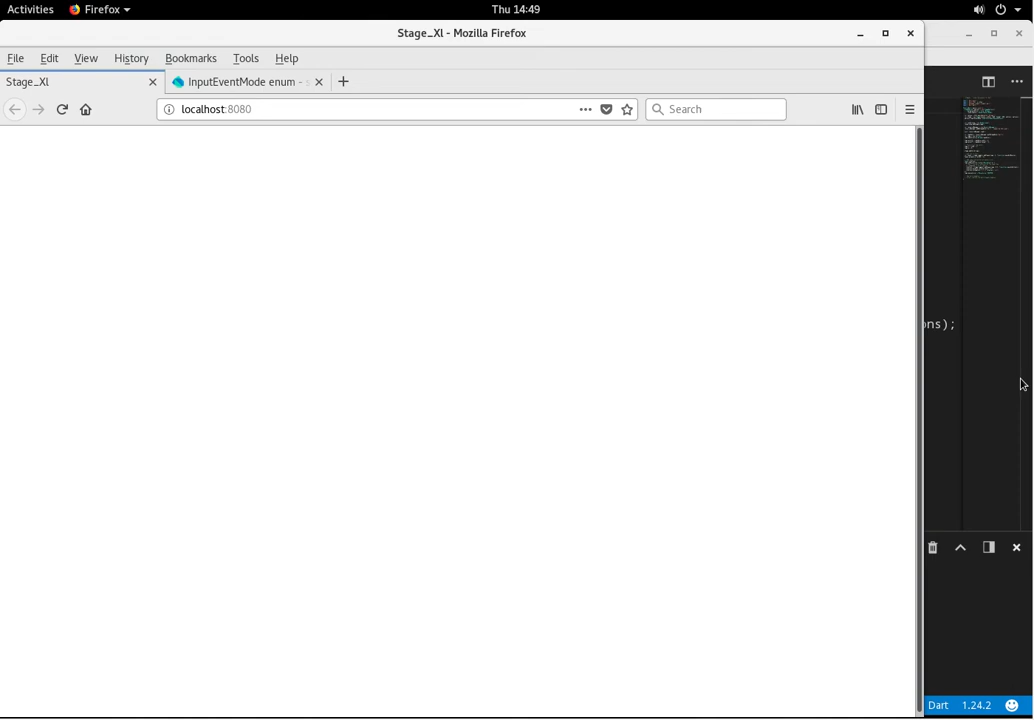 Activities Firefox Thu 14:49
Stage_Xl - Mozilla Firefox
File Edit View History Bookmarks Tools Help
Stage_Xl InputEventMode enum -
localhost:8080 Search
ons);
Dart 1.24.2